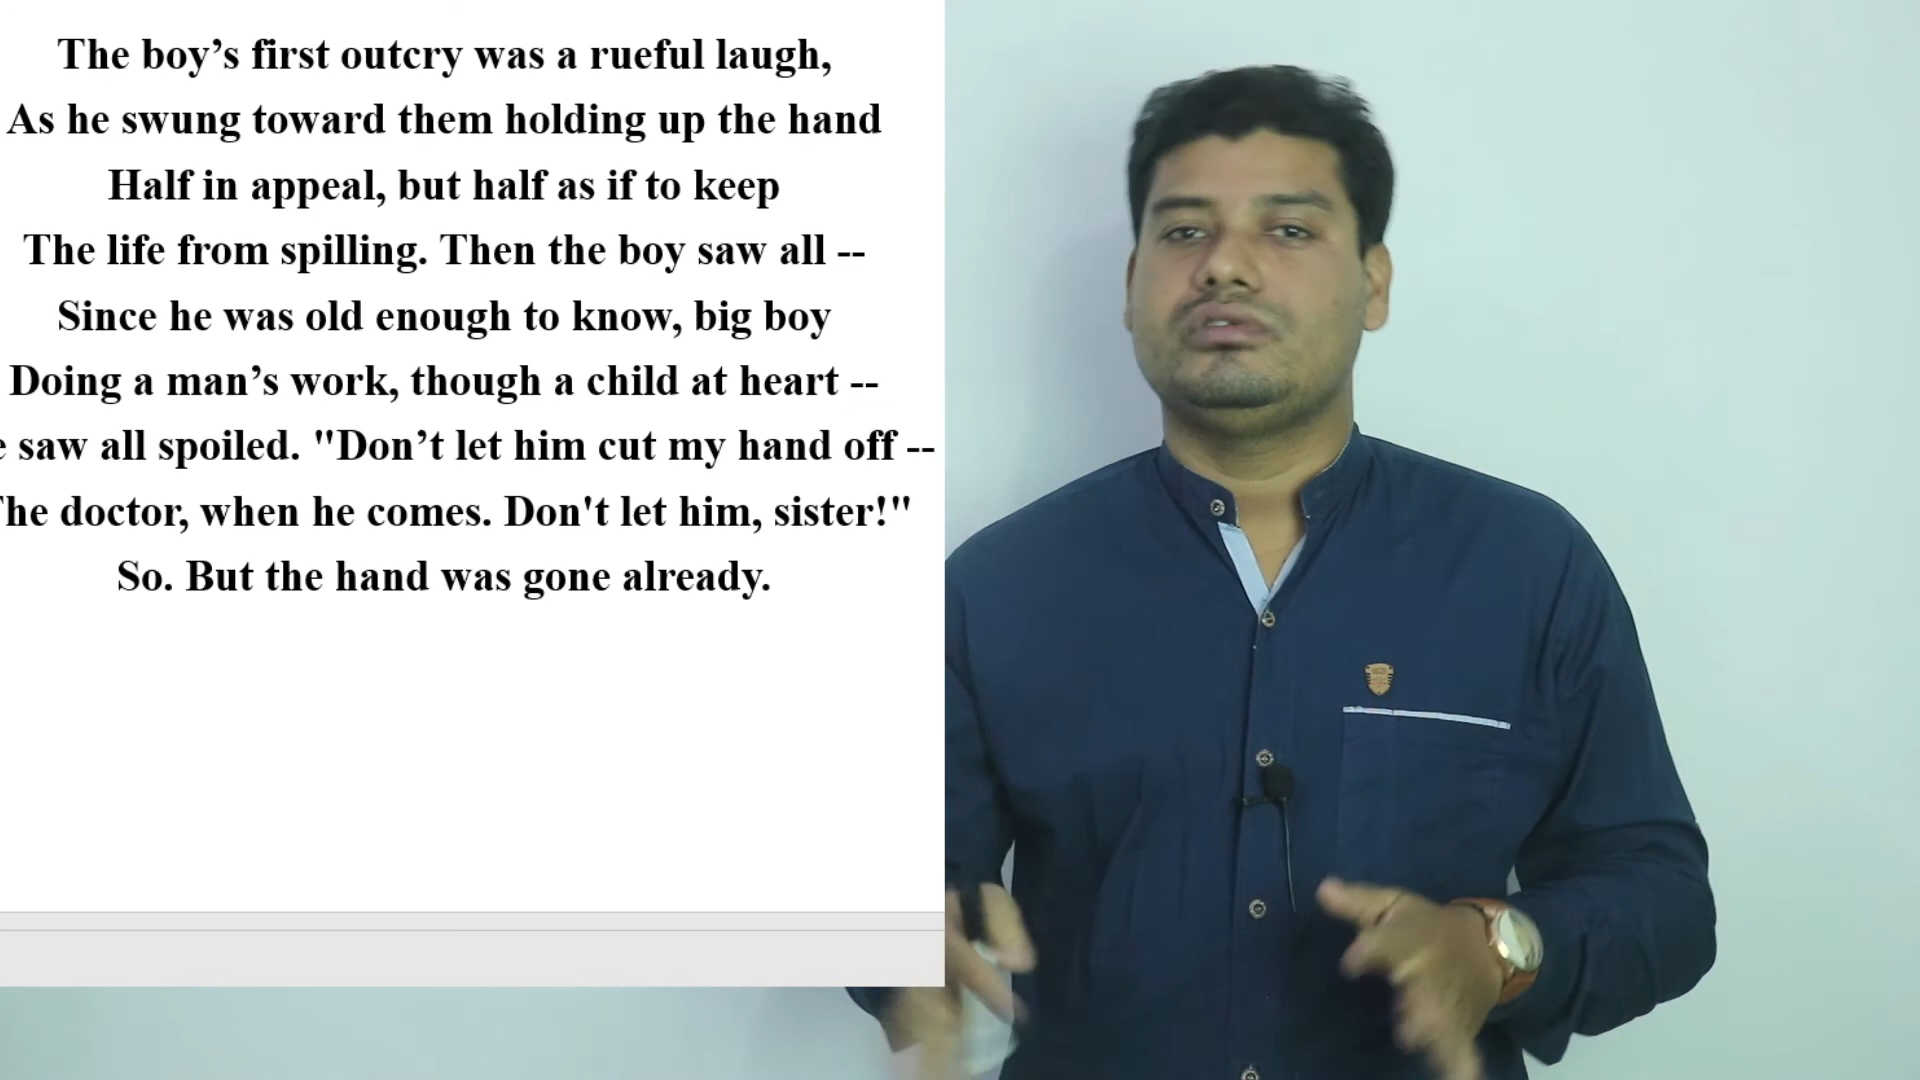 The boy’s first outcry was a rueful laugh,
As he swung toward them holding up the hand
Half in appeal, but half as if to keep
The life from spilling. Then the boy saw all --
Since he was old enough to know, big boy
Doing a man’s work, though a child at heart --
e saw all spoiled. "Don’t let him cut my hand off --
The doctor, when he comes. Don't let him, sister!"
So. But the hand was gone already.